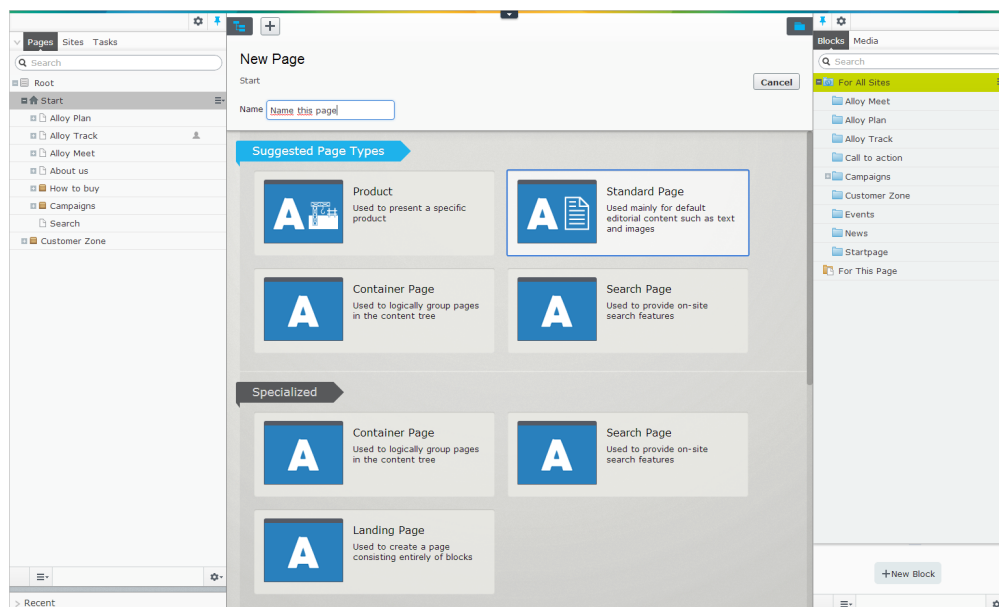 Pages Sites Tasks
Search
Root
Start
Alloy Plan
Alloy Track
Alloy Meet
About us
How to buy
Campaigns
Search
Customer Zone
> Recent
New Page
Start
Cancel
Name Name this page
Suggested Page Types
Product
Used to present a specific
product
Standard Page
Used mainly for default
editorial content such as text
and images
Container Page
Used to logically group pages
in the content tree
Search Page
Used to provide on-site
search features
Specialized
Container Page
Used to logically group pages
in the content tree
Search Page
Used to provide on-site
search features
Landing Page
Used to create a page
consisting entirely of blocks
A
A
A
A
A
A
A
Blocks Media
Search
For All Sites
Alloy Meet
Alloy Plan
Alloy Track
Call to action
Campaigns
Customer Zone
Events
News
Startpage
For This Page
+New Block